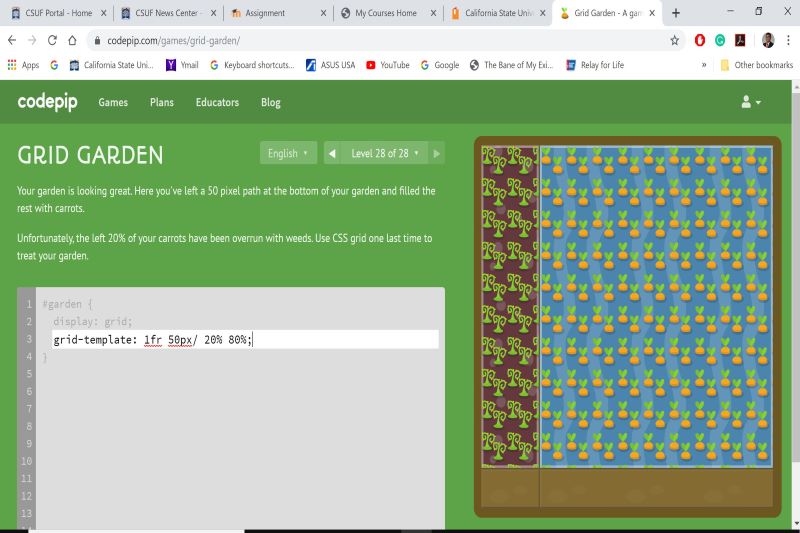 CSUF Portal - Home
CSUF News Center -
Assignment
My Courses Home
California State Univ
Grid Garden - A gam
codepip.com/games/grid-garden/
Apps
California State Uni...
Ymail
Keyboard shortcuts...
ASUS USA
YouTube
Google
The Bane of My Exi...
Relay for Life
»
Other bookmarks
codepip
Games
Plans
Educators
Blog
GRID GARDEN
English
Level 28 of 28
Your garden is looking great. Here you've left a 50 pixel path at the bottom of your garden and filled the
rest with carrots.
Unfortunately, the left 20% of your carrots have been overrun with weeds. Use CSS grid one last time to
treat your garden.
1 #garden {
2 display: grid;
3 grid-template: 1fr 50px/ 20% 80%;
4 }
5
6
7
8
9
10
11
12
13